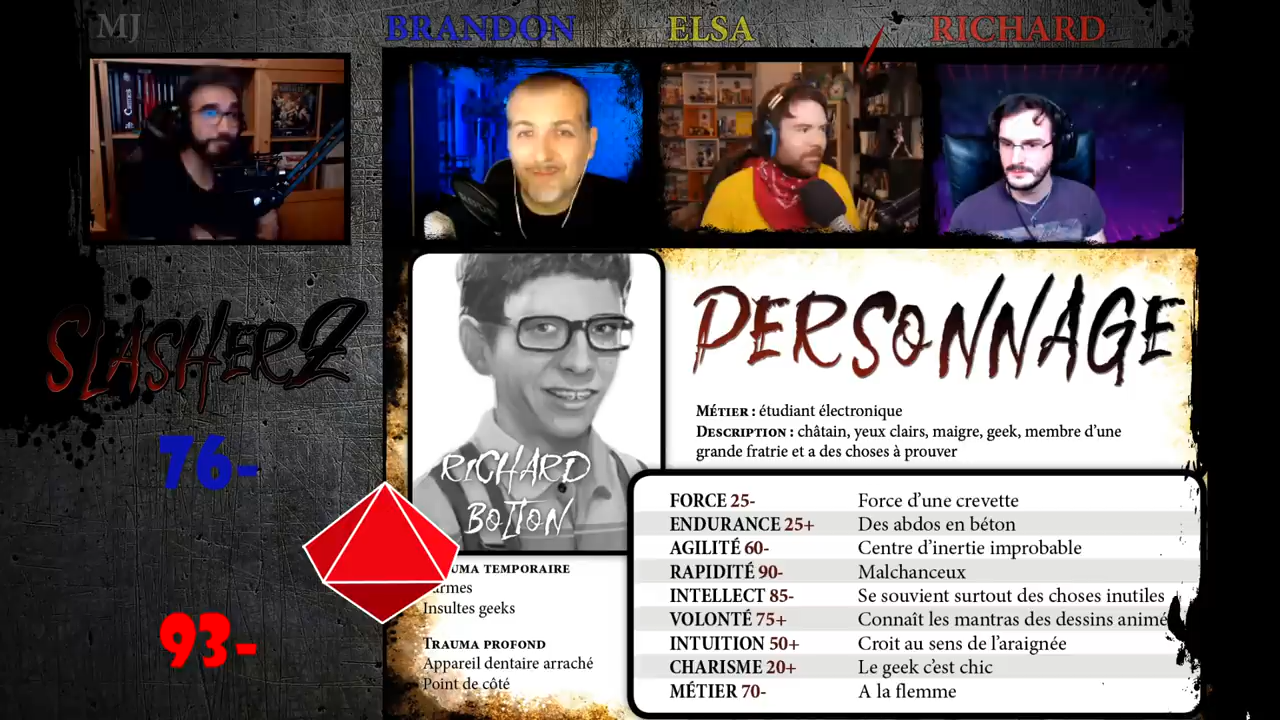 MJ
BRANDON
ELSA
RICHARD
SLASHERZ
76-
93-
RICHARD
BOLTON
PERSONNAGE
MÉTIER : étudiant électronique
DESCRIPTION : châtain, yeux clairs, maigre, geek, membre d'une
grande fratrie et a des choses à prouver
FORCE 25- Force d'une crevette
ENDURANCE 25+ Des abdos en béton
AGILITÉ 60- Centre d'inertie improbable
RAPIDITÉ 90- Malchanceux
INTELLECT 85- Se souvient surtout des choses inutiles
VOLONTÉ 75+ Connaît les mantras des dessins animé
INTUITION 50+ Croit au sens de l'araignée
CHARISME 20+ Le geek c'est chic
MÉTIER 70- A la flemme
TEMPORAIRE
Insultes geeks
TRAUMA PROFOND
Appareil dentaire arraché
Point de côté